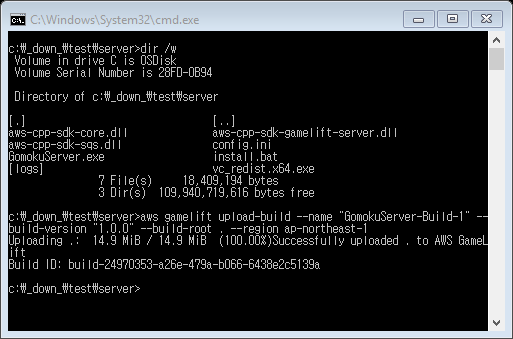 C:\Windows\System32\cmd.exe
c:₩_down_₩test₩server>dir /w
 Volume in drive C is OSDisk
 Volume Serial Number is 28FD-0B94
 Directory of c:₩_down_₩test₩server
[.]                          [..]
aws-cpp-sdk-core.dll         aws-cpp-sdk-gamelift-server.dll
aws-cpp-sdk-sqs.dll          config.ini
GomokuServer.exe             install.bat
[logs]                       vc_redist.x64.exe
               7 File(s)     18,409,194 bytes
               3 Dir(s)  109,940,719,616 bytes free
c:₩_down_₩test₩server>aws gamelift upload-build --name "GomokuServer-Build-1" --
build-version "1.0.0" --build-root . --region ap-northeast-1
Uploading .:  14.9 MiB / 14.9 MiB  (100.00%)Successfully uploaded . to AWS GameL
ift
Build ID: build-24970353-a26e-479a-b066-6438e2c5139a
c:₩_down_₩test₩server>